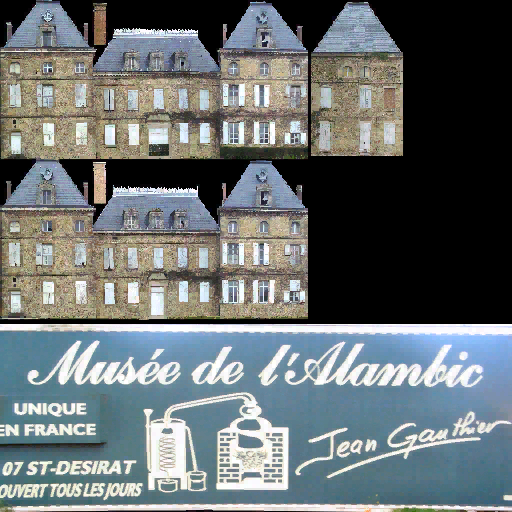 Musée de l'Alambic
UNIQUE
EN FRANCE
Jean Gauthier
07 ST-DESIRAT
OUVERT TOUS LES JOURS